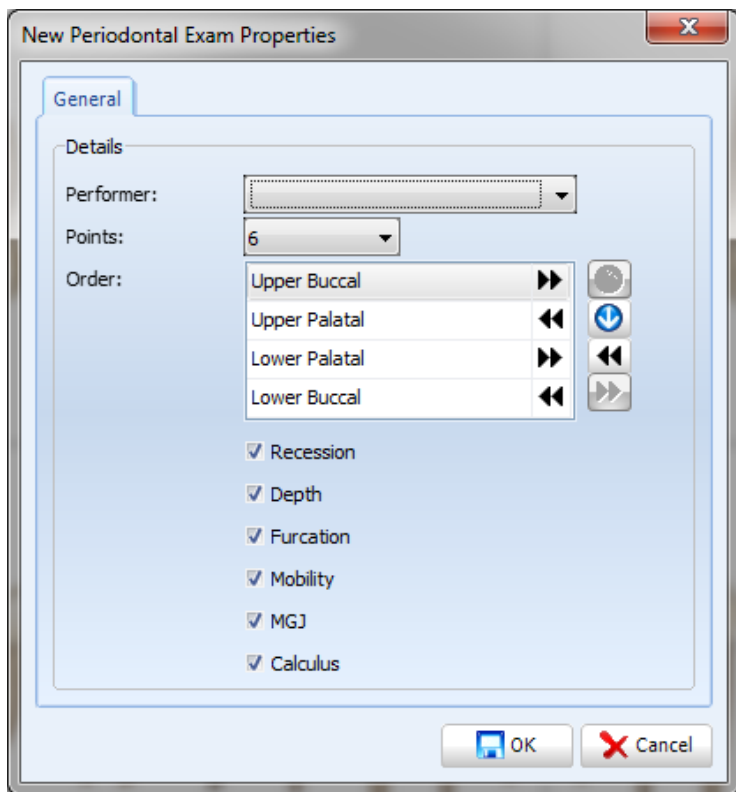 New Periodontal Exam Properties
General
Details
Performer:
Points: 6
Order: Upper Buccal
Upper Palatal
Lower Palatal
Lower Buccal
Recession
Depth
Furcation
Mobility
MGJ
Calculus
OK Cancel